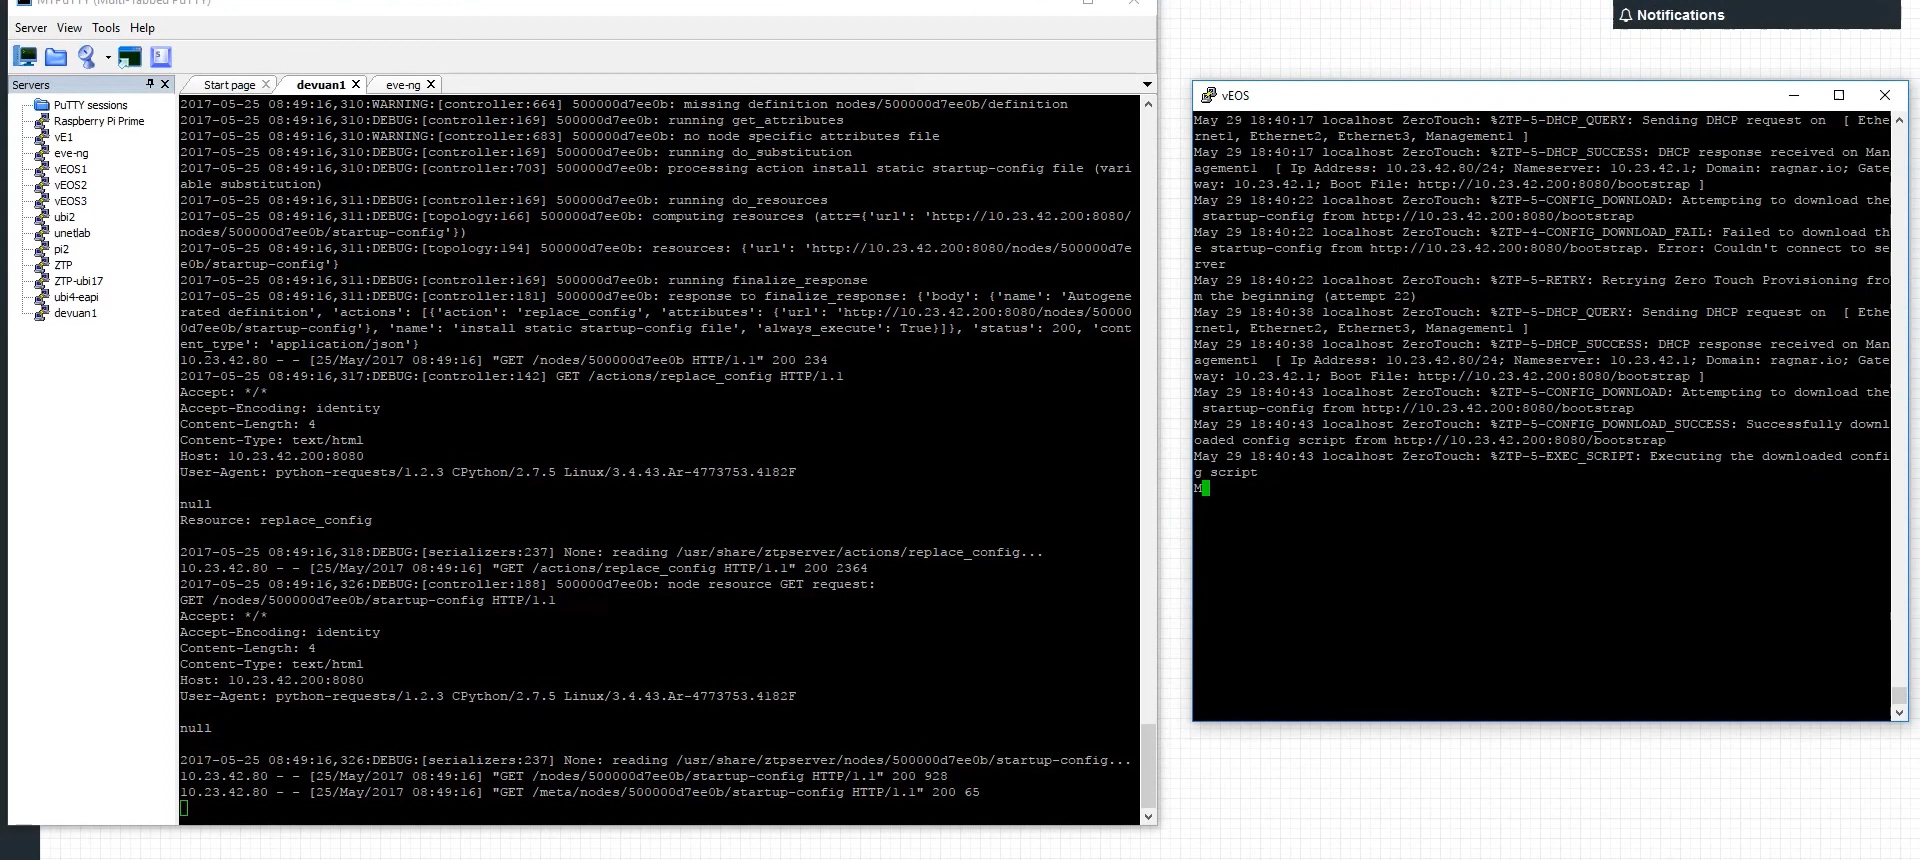 MTPuTTY (Multi-Tabbed PuTTY)
Server View Tools Help
Servers
PuTTY sessions
Raspberry Pi Prime
vE1
eve-ng
vEOS1
vEOS2
vEOS3
ubi2
unetlab
pi2
ZTP
ZTP-ubi17
ubi4-eapi
devuan1
Start page devuan1 eve-ng
2017-05-25 08:49:16,310:WARNING:[controller:664] 500000d7ee0b: missing definition nodes/500000d7ee0b/definition
2017-05-25 08:49:16,310:DEBUG:[controller:169] 500000d7ee0b: running get_attributes
2017-05-25 08:49:16,310:WARNING:[controller:683] 500000d7ee0b: no node specific attributes file
2017-05-25 08:49:16,310:DEBUG:[controller:169] 500000d7ee0b: running do_substitution
2017-05-25 08:49:16,310:DEBUG:[controller:703] 500000d7ee0b: processing action install static startup-config file (vari
able substitution)
2017-05-25 08:49:16,311:DEBUG:[controller:169] 500000d7ee0b: running do_resources
2017-05-25 08:49:16,311:DEBUG:[topology:166] 500000d7ee0b: computing resources (attr={'url': 'http://10.23.42.200:8080/
nodes/500000d7ee0b/startup-config'})
2017-05-25 08:49:16,311:DEBUG:[topology:194] 500000d7ee0b: resources: {'url': 'http://10.23.42.200:8080/nodes/500000d7e
e0b/startup-config'}
2017-05-25 08:49:16,311:DEBUG:[controller:169] 500000d7ee0b: running finalize_response
2017-05-25 08:49:16,311:DEBUG:[controller:181] 500000d7ee0b: response to finalize_response: {'body': {'name': 'Autogene
rated definition', 'actions': [{'action': 'replace_config', 'attributes': {'url': 'http://10.23.42.200:8080/nodes/50000
0d7ee0b/startup-config'}, 'name': 'install static startup-config file', 'always_execute': True}]}, 'status': 200, 'cont
ent_type': 'application/json'}
10.23.42.80 - - [25/May/2017 08:49:16] "GET /nodes/500000d7ee0b HTTP/1.1" 200 234
2017-05-25 08:49:16,317:DEBUG:[controller:142] GET /actions/replace_config HTTP/1.1
Accept: */*
Accept-Encoding: identity
Content-Length: 4
Content-Type: text/html
Host: 10.23.42.200:8080
User-Agent: python-requests/1.2.3 CPython/2.7.5 Linux/3.4.43.Ar-4773753.4182F
null
Resource: replace_config
2017-05-25 08:49:16,318:DEBUG:[serializers:237] None: reading /usr/share/ztpserver/actions/replace_config...
10.23.42.80 - - [25/May/2017 08:49:16] "GET /actions/replace_config HTTP/1.1" 200 2364
2017-05-25 08:49:16,326:DEBUG:[controller:188] 500000d7ee0b: node resource GET request:
GET /nodes/500000d7ee0b/startup-config HTTP/1.1
Accept: */*
Accept-Encoding: identity
Content-Length: 4
Content-Type: text/html
Host: 10.23.42.200:8080
User-Agent: python-requests/1.2.3 CPython/2.7.5 Linux/3.4.43.Ar-4773753.4182F
null
2017-05-25 08:49:16,326:DEBUG:[serializers:237] None: reading /usr/share/ztpserver/nodes/500000d7ee0b/startup-config...
10.23.42.80 - - [25/May/2017 08:49:16] "GET /nodes/500000d7ee0b/startup-config HTTP/1.1" 200 928
10.23.42.80 - - [25/May/2017 08:49:16] "GET /meta/nodes/500000d7ee0b/startup-config HTTP/1.1" 200 65
Notifications
vEOS
May 29 18:40:17 localhost ZeroTouch: %ZTP-5-DHCP_QUERY: Sending DHCP request on  [ Ethe
rnet1, Ethernet2, Ethernet3, Management1 ]
May 29 18:40:17 localhost ZeroTouch: %ZTP-5-DHCP_SUCCESS: DHCP response received on Man
agement1  [ Ip Address: 10.23.42.80/24; Nameserver: 10.23.42.1; Domain: ragnar.io; Gate
way: 10.23.42.1; Boot File: http://10.23.42.200:8080/bootstrap ]
May 29 18:40:22 localhost ZeroTouch: %ZTP-5-CONFIG_DOWNLOAD: Attempting to download the
startup-config from http://10.23.42.200:8080/bootstrap
May 29 18:40:22 localhost ZeroTouch: %ZTP-4-CONFIG_DOWNLOAD_FAIL: Failed to download th
e startup-config from http://10.23.42.200:8080/bootstrap. Error: Couldn't connect to se
rver
May 29 18:40:22 localhost ZeroTouch: %ZTP-5-RETRY: Retrying Zero Touch Provisioning fro
m the beginning (attempt 22)
May 29 18:40:38 localhost ZeroTouch: %ZTP-5-DHCP_QUERY: Sending DHCP request on  [ Ethe
rnet1, Ethernet2, Ethernet3, Management1 ]
May 29 18:40:38 localhost ZeroTouch: %ZTP-5-DHCP_SUCCESS: DHCP response received on Man
agement1  [ Ip Address: 10.23.42.80/24; Nameserver: 10.23.42.1; Domain: ragnar.io; Gate
way: 10.23.42.1; Boot File: http://10.23.42.200:8080/bootstrap ]
May 29 18:40:43 localhost ZeroTouch: %ZTP-5-CONFIG_DOWNLOAD: Attempting to download the
startup-config from http://10.23.42.200:8080/bootstrap
May 29 18:40:43 localhost ZeroTouch: %ZTP-5-CONFIG_DOWNLOAD_SUCCESS: Successfully downl
oaded config script from http://10.23.42.200:8080/bootstrap
May 29 18:40:43 localhost ZeroTouch: %ZTP-5-EXEC_SCRIPT: Executing the downloaded confi
g script
M